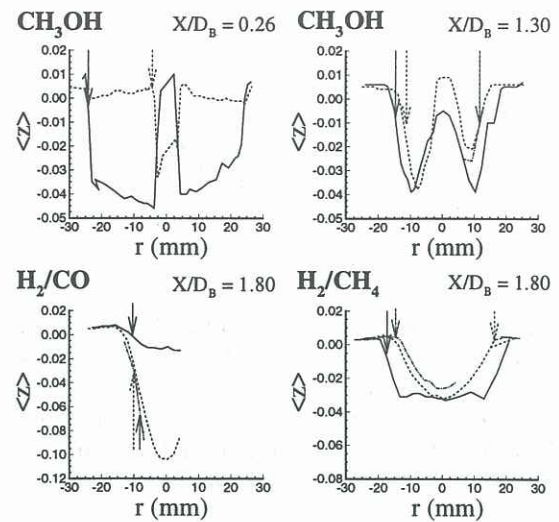 CH3OH X/DB = 0.26
0.02
0.01
0.00
-0.01
-0.02
-0.03
-0.04
-0.05
<z>
-30 -20 -10 0 10 20 30
r (mm)
CH3OH X/DB = 1.30
0.02
0.01
0.00
-0.01
-0.02
-0.03
-0.04
-0.05
<z>
-30 -20 -10 0 10 20 30
r (mm)
H2/CO X/DB = 1.80
0.02
0.00
-0.02
-0.04
-0.06
-0.08
-0.10
-0.12
<z>
-30 -20 -10 0 10 20 30
r (mm)
H2/CH4 X/DB = 1.80
0.02
0.00
-0.02
-0.04
-0.06
-0.08
<z>
-30 -20 -10 0 10 20 30
r (mm)